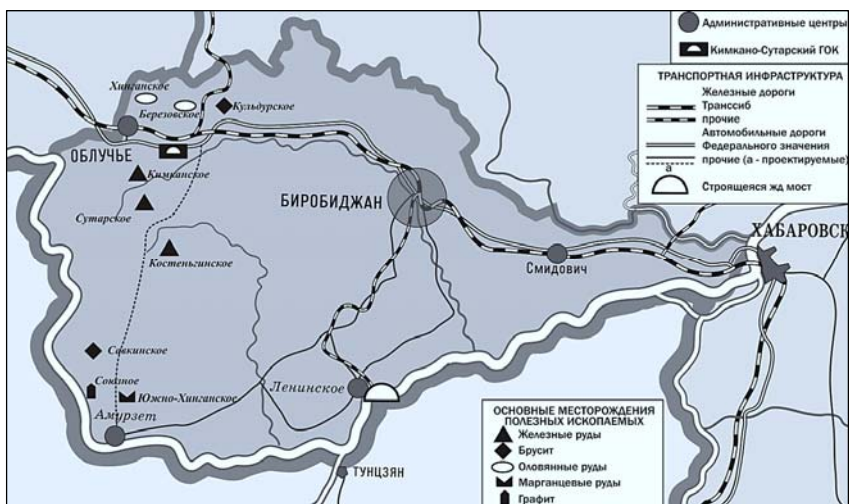 Административные центры
Кимкано-Сутарский ГОК
ТРАНСПОРТНАЯ ИНФРАСТРУКТУРА
Железные дороги
Транссиб
прочие
Автомобильные дороги
Федерального значения
прочие (а - проектируемые)
а
Строящейся жд мост
Хинганское
Березовское
Кульдурское
ОБЛУЧЬЕ
Кимканское
Сутарское
Костеньгинское
БИРОБИДЖАН
Смидович
ХАБАРОВСК
Савкинское
Союзное
Южно-Хинганское
Амурзет
Ленинское
ТУНЦЗЯН
ОСНОВНЫЕ МЕСТОРОЖДЕНИЯ
ПОЛЕЗНЫХ ИСКОПАЕМЫХ
Железные руды
Брусит
Оловянные руды
Марганцевые руды
Графит